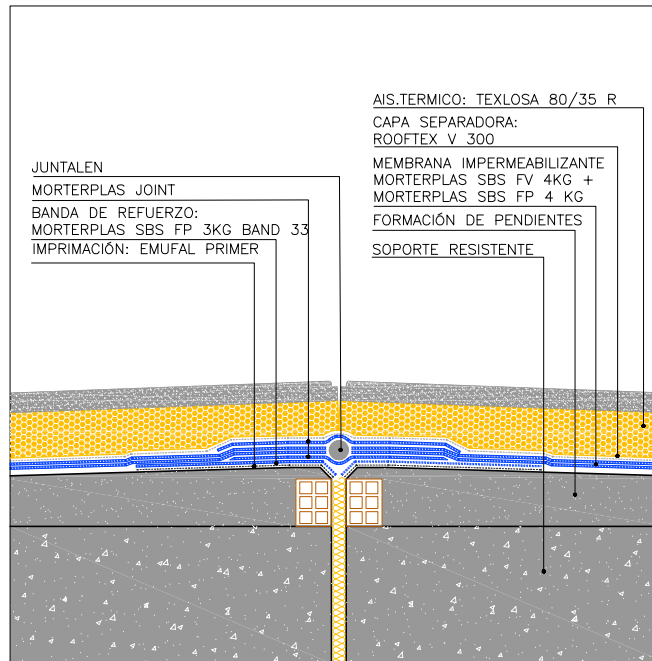 JUNTALEN
MORTERPLAS JOINT
BANDA DE REFUERZO:
MORTERPLAS SBS FP 3KG BAND 33
IMPRIMACIÓN: EMUFAL PRIMER
AIS.TERMICO: TEXLOSA 80/35 R
CAPA SEPARADORA:
ROOFTEX V 300
MEMBRANA IMPERMEABILIZANTE
MORTERPLAS SBS FV 4KG +
MORTERPLAS SBS FP 4 KG
FORMACIÓN DE PENDIENTES
SOPORTE RESISTENTE